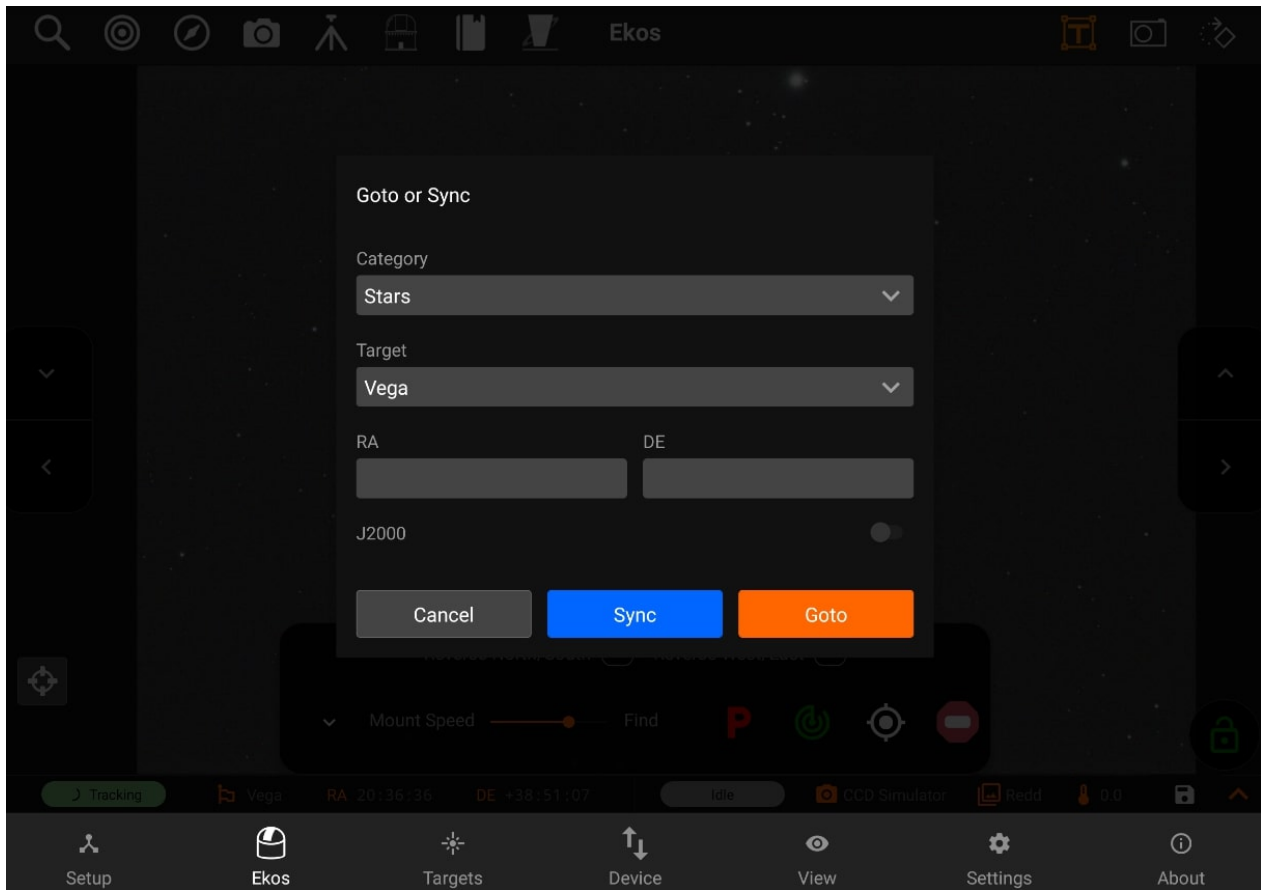 Ekos
Goto or Sync
Category
Stars
Target
Vega
RA DE
J2000
Cancel Sync Goto
Mount Speed Find P
Tracking Vega RA 20:36:36 DE +38:51:07 Idle CCD Simulator Redd 0.0
Setup Ekos Targets Device View Settings About